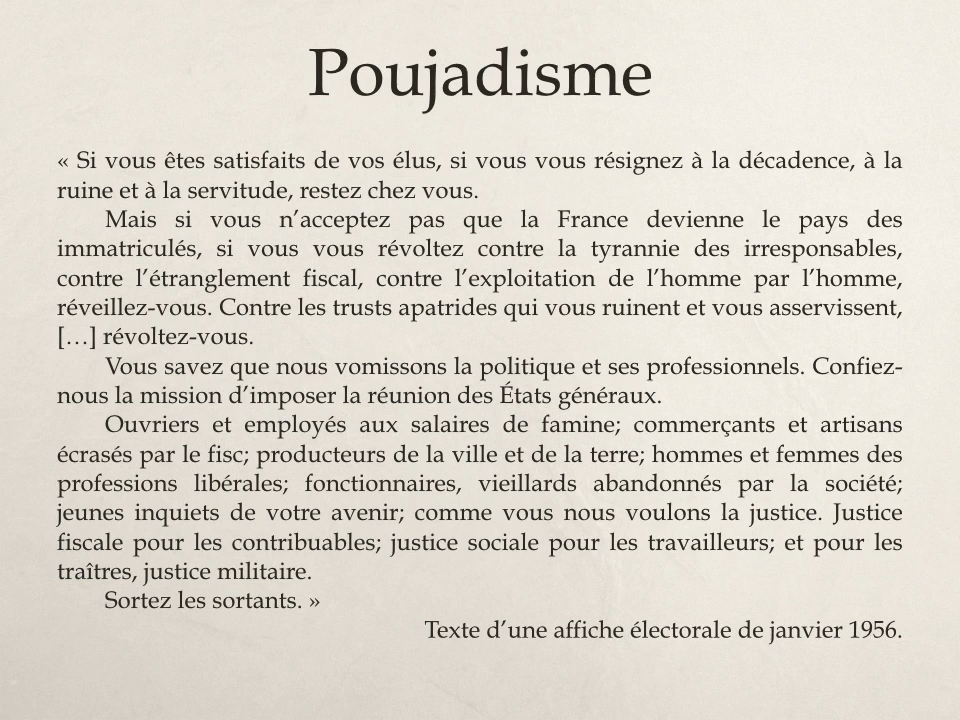 Poujadisme
« Si vous êtes satisfaits de vos élus, si vous vous résignez à la décadence, à la
ruine et à la servitude, restez chez vous.
Mais si vous n’acceptez pas que la France devienne le pays des
immatriculés, si vous vous révoltez contre la tyrannie des irresponsables,
contre l’étranglement fiscal, contre l’exploitation de l’homme par l’homme,
réveillez-vous. Contre les trusts apatrides qui vous ruinent et vous asservissent,
[…] révoltez-vous.
Vous savez que nous vomissons la politique et ses professionnels. Confiez-
nous la mission d’imposer la réunion des États généraux.
Ouvriers et employés aux salaires de famine; commerçants et artisans
écrasés par le fisc; producteurs de la ville et de la terre; hommes et femmes des
professions libérales; fonctionnaires, vieillards abandonnés par la société;
jeunes inquiets de votre avenir; comme vous nous voulons la justice. Justice
fiscale pour les contribuables; justice sociale pour les travailleurs; et pour les
traîtres, justice militaire.
Sortez les sortants. »
Texte d’une affiche électorale de janvier 1956.